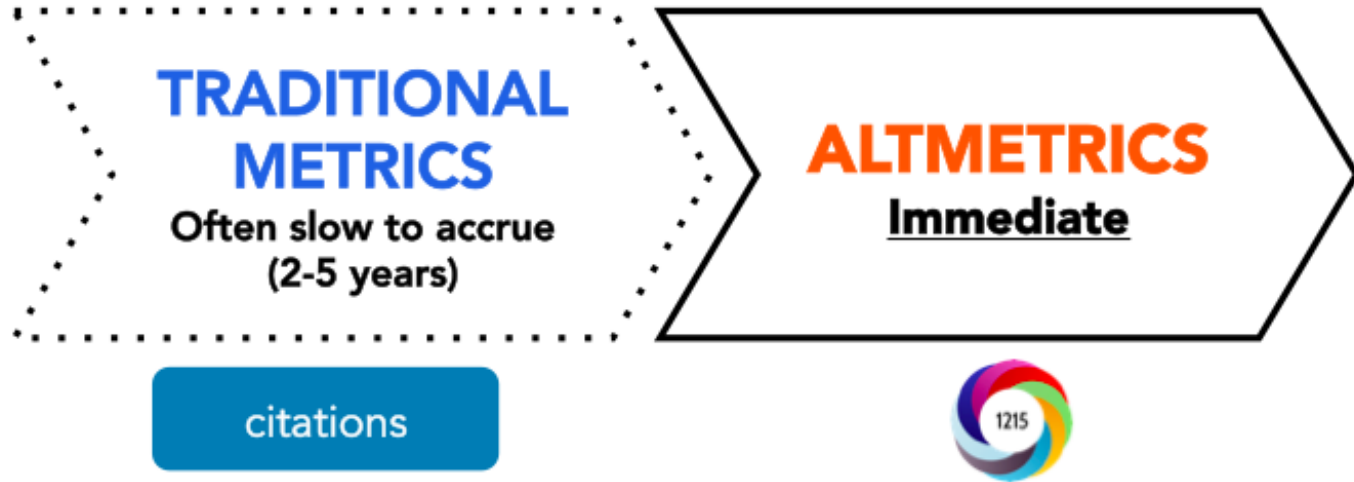 TRADITIONAL
METRICS
Often slow to accrue
(2-5 years)
ALTMETRICS
Immediate
citations
1215